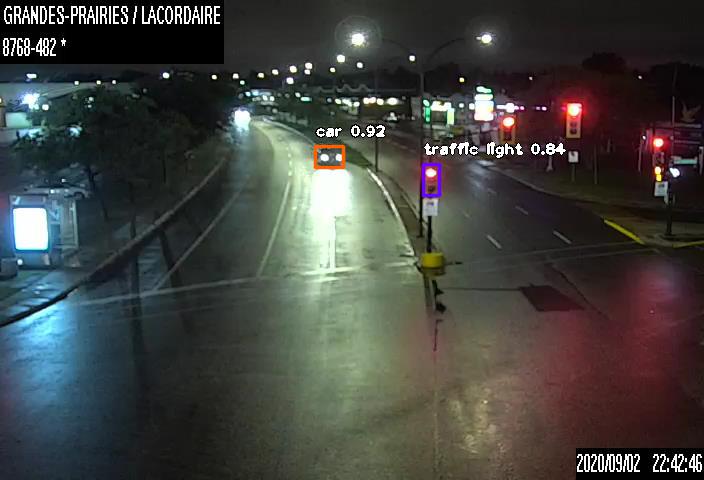 GRANDES-PRAIRIES / LACORDAIRE
8768-482 *
car 0.92
traffic light 0.84
2020/09/02 22:42:46